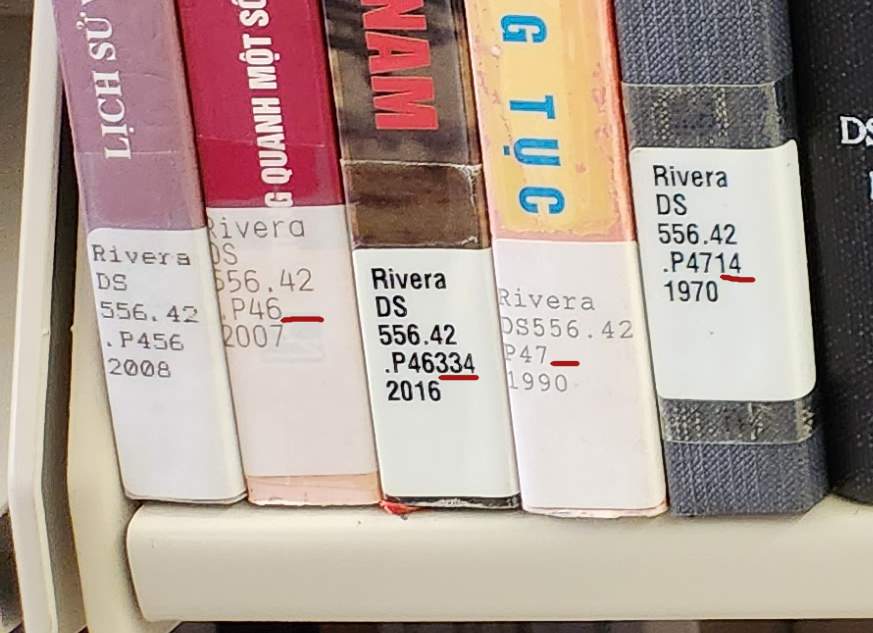 LỊCH SỬ
QUANH MỘT SỐ
NAM
G TỤC
Rivera
DS
556.42
.P456
2008
Rivera
DS
556.42
.P46
2007
Rivera
DS
556.42
.P46334
2016
Rivera
DS556.42
P47
1990
Rivera
DS
556.42
.P4714
1970
DS